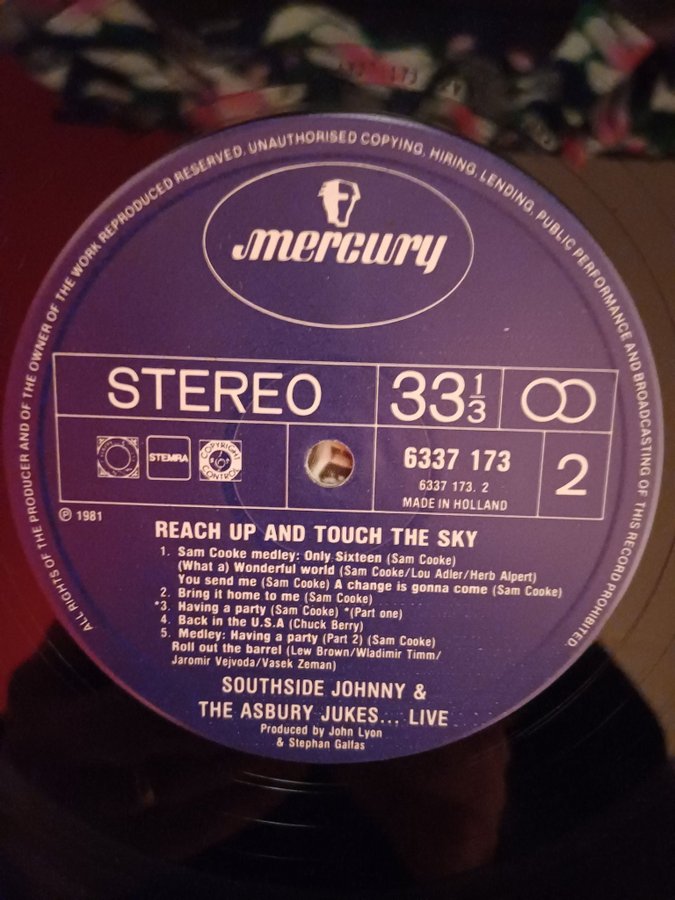 ALL RIGHTS OF THE PRODUCER AND OF THE OWNER OF THE WORK REPRODUCED RESERVED. UNAUTHORISED COPYING, HIRING, LENDING, PUBLIC PERFORMANCE AND BROADCASTING OF THIS RECORD PROHIBITED
mercury
STEREO 33 1/3
STEMRA COPYRIGHT CONTROL 6337 173 2
6337 173. 2
MADE IN HOLLAND
℗ 1981
REACH UP AND TOUCH THE SKY
1. Sam Cooke medley: Only Sixteen (Sam Cooke)
(What a) Wonderful world (Sam Cooke/Lou Adler/Herb Alpert)
You send me (Sam Cooke) A change is gonna come (Sam Cooke)
2. Bring it home to me (Sam Cooke)
*3. Having a party (Sam Cooke) *(Part one)
4. Back in the U.S.A (Chuck Berry)
5. Medley: Having a party (Part 2) (Sam Cooke)
Roll out the barrel (Lew Brown/Wladimir Timm/
Jaromir Vejvoda/Vasek Zeman)
SOUTHSIDE JOHNNY &
THE ASBURY JUKES... LIVE
Produced by John Lyon
& Stephan Galfas